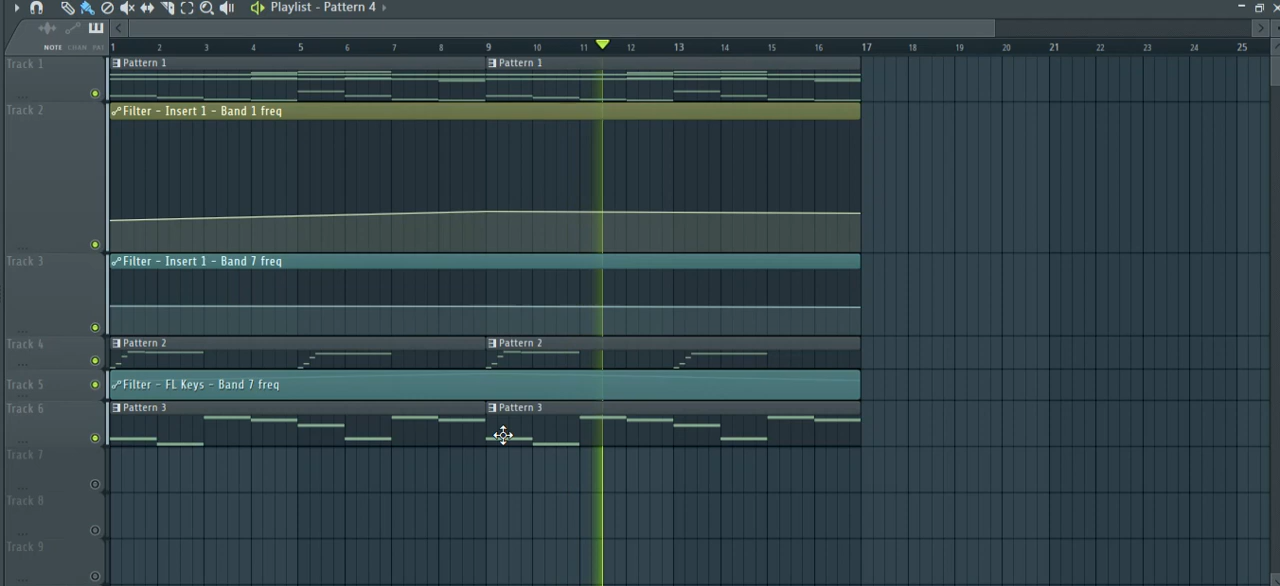 Playlist - Pattern 4
NOTE CHAN PAT
1 2 3 4 5 6 7 8 9 10 11 12 13 14 15 16 17 18 19 20 21 22 23 24 25
Track 1
Pattern 1 Pattern 1
Track 2
Filter - Insert 1 - Band 1 freq
Track 3
Filter - Insert 1 - Band 7 freq
Track 4
Pattern 2 Pattern 2
Track 5
Filter - FL Keys - Band 7 freq
Track 6
Pattern 3 Pattern 3
Track 7
Track 8
Track 9